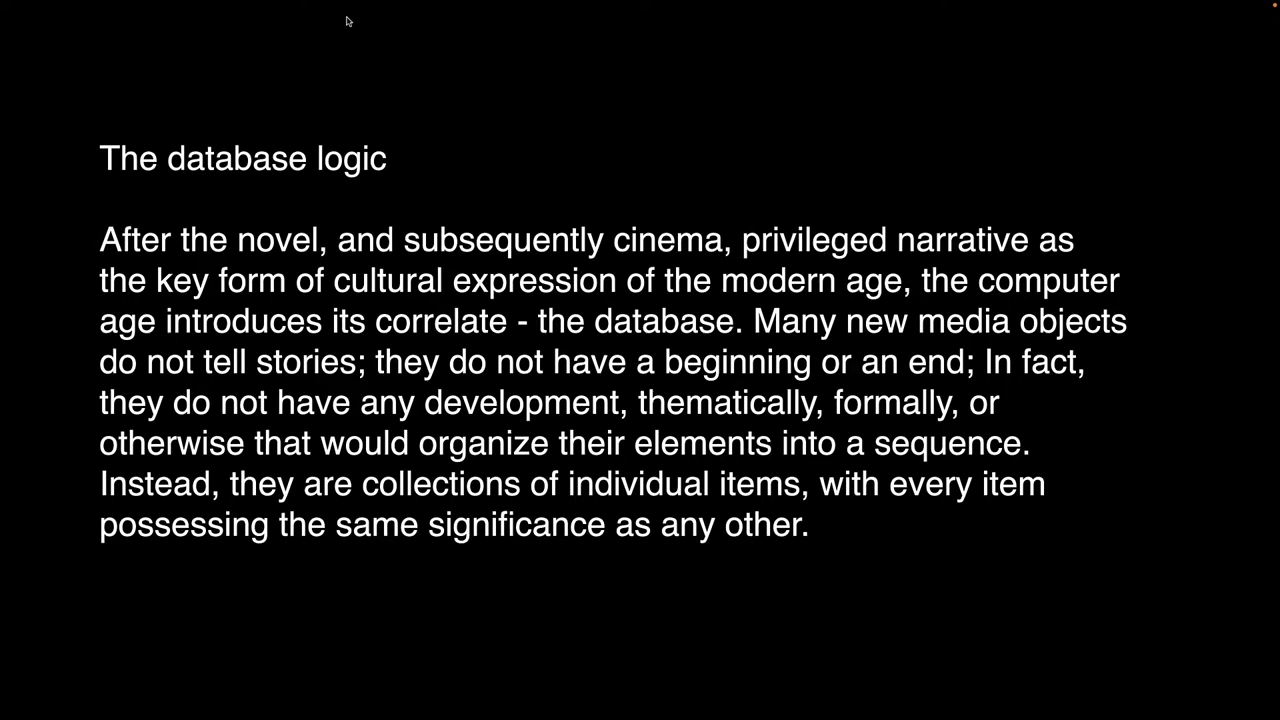 The database logic
After the novel, and subsequently cinema, privileged narrative as
the key form of cultural expression of the modern age, the computer
age introduces its correlate - the database. Many new media objects
do not tell stories; they do not have a beginning or an end; In fact,
they do not have any development, thematically, formally, or
otherwise that would organize their elements into a sequence.
Instead, they are collections of individual items, with every item
possessing the same significance as any other.